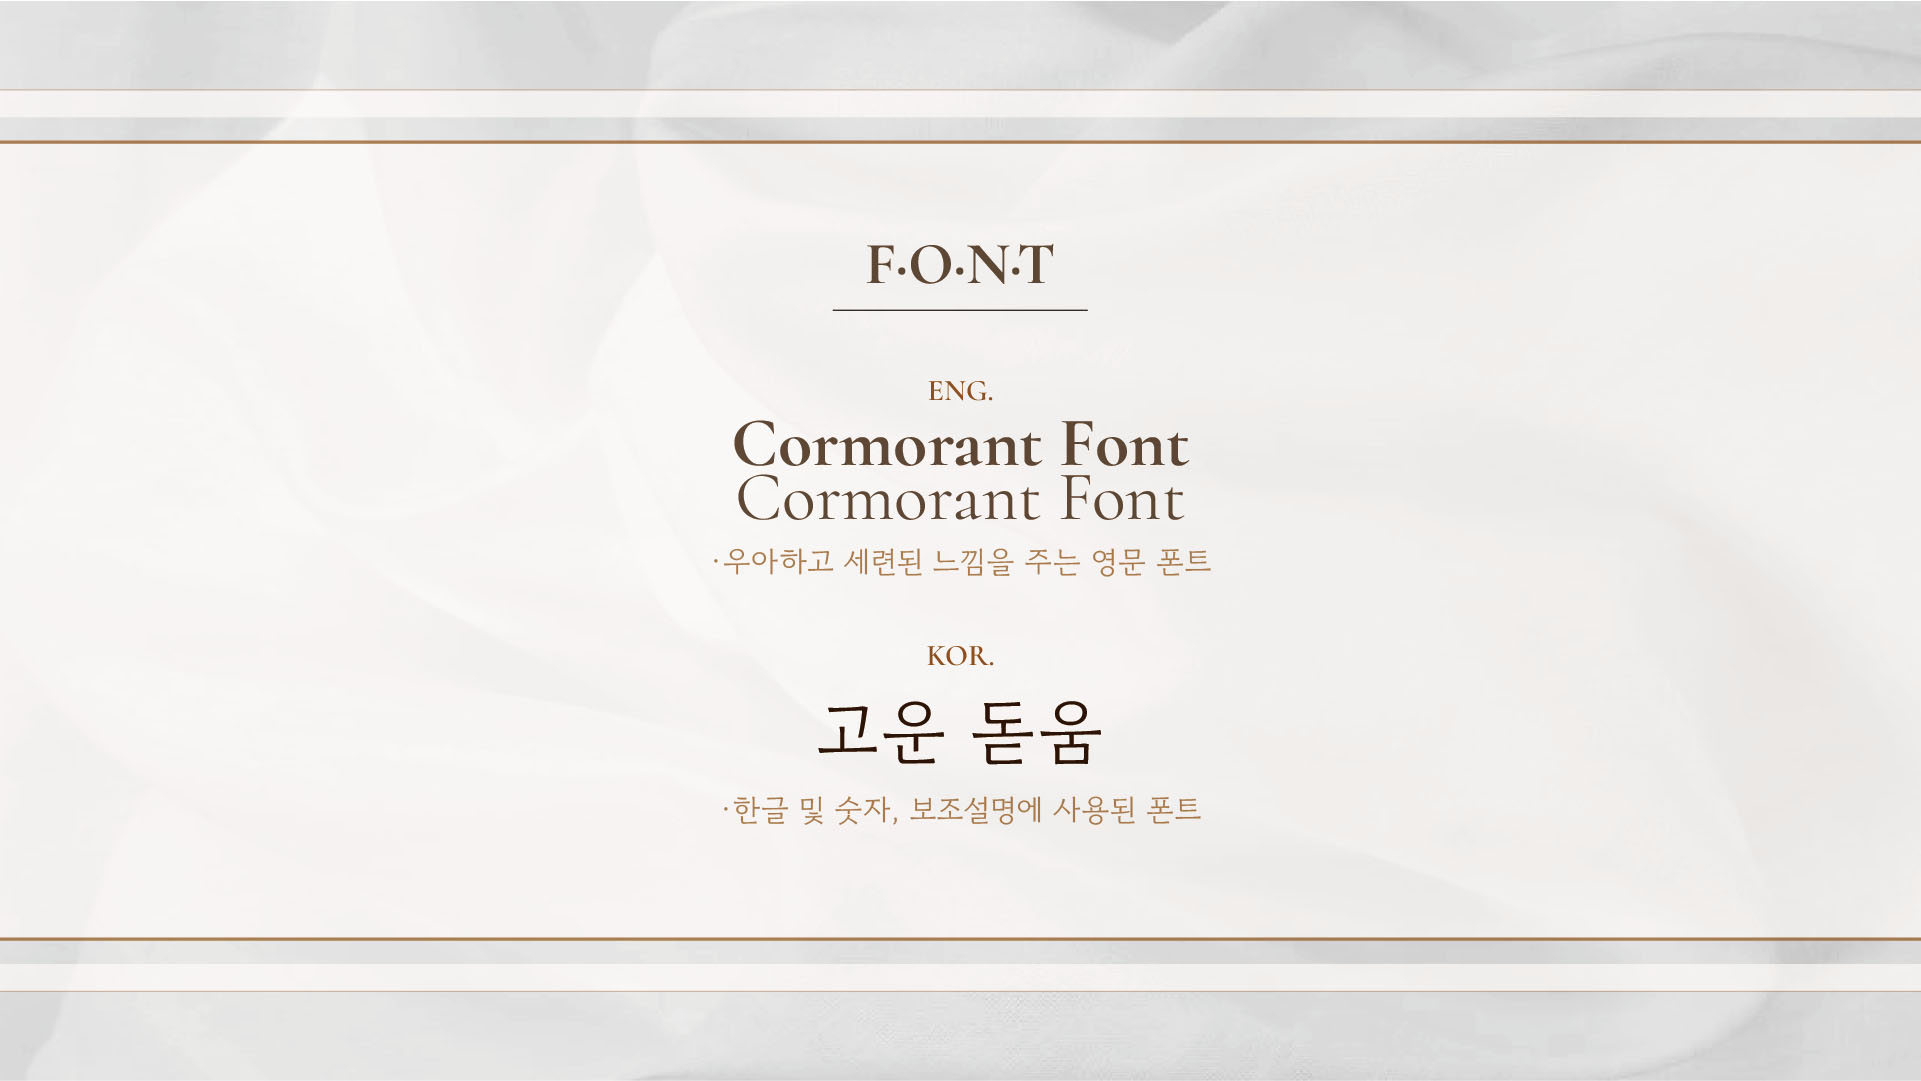 F·O·N·T
ENG.
Cormorant Font
Cormorant Font
·우아하고 세련된 느낌을 주는 영문 폰트
KOR.
고운 돋움
·한글 및 숫자, 보조설명에 사용된 폰트